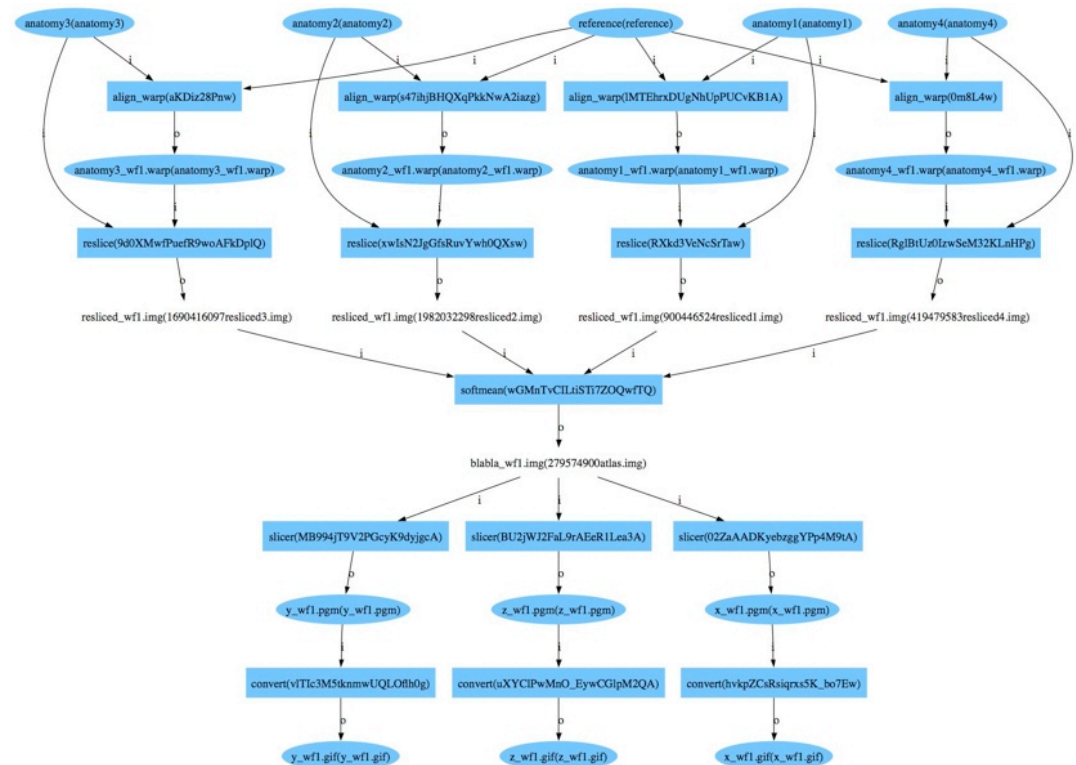 anatomy3(anatomy3)
anatomy2(anatomy2)
reference(reference)
anatomy1(anatomy1)
anatomy4(anatomy4)
i
i
i
i
i
i
i
i
align_warp(aKDiz28Pnw)
align_warp(s47ihjBHQXqPkkNwA2iazg)
align_warp(lMTEhrxDUgNhUpPUCvKB1A)
align_warp(0m8L4w)
i
i
i
i
o
o
o
o
anatomy3_wf1.warp(anatomy3_wf1.warp)
anatomy2_wf1.warp(anatomy2_wf1.warp)
anatomy1_wf1.warp(anatomy1_wf1.warp)
anatomy4_wf1.warp(anatomy4_wf1.warp)
i
i
i
i
reslice(9d0XMwfPuefR9woAFkDplQ)
reslice(xwIsN2JgGfsRuvYwh0QXsw)
reslice(RXkd3VeNcSrTaw)
reslice(RglBtUz0IzwSeM32KLnHPg)
o
o
o
o
resliced_wf1.img(1690416097resliced3.img)
resliced_wf1.img(1982032298resliced2.img)
resliced_wf1.img(900446524resliced1.img)
resliced_wf1.img(419479583resliced4.img)
i
i
i
i
softmean(wGMnTvCILtiSTi7ZOQwfTQ)
o
blabla_wf1.img(279574900atlas.img)
i
i
i
slicer(MB994jT9V2PGcyK9dyjgcA)
slicer(BU2jWJ2FaL9rAEeR1Lea3A)
slicer(02ZaAADKyebzggYPp4M9tA)
o
o
o
y_wf1.pgm(y_wf1.pgm)
z_wf1.pgm(z_wf1.pgm)
x_wf1.pgm(x_wf1.pgm)
i
i
i
convert(vlTIc3M5tknmwUQLOflh0g)
convert(uXYClPwMnO_EywCGlpM2QA)
convert(hvkpZCsRsiqrxs5K_bo7Ew)
o
o
o
y_wf1.gif(y_wf1.gif)
z_wf1.gif(z_wf1.gif)
x_wf1.gif(x_wf1.gif)